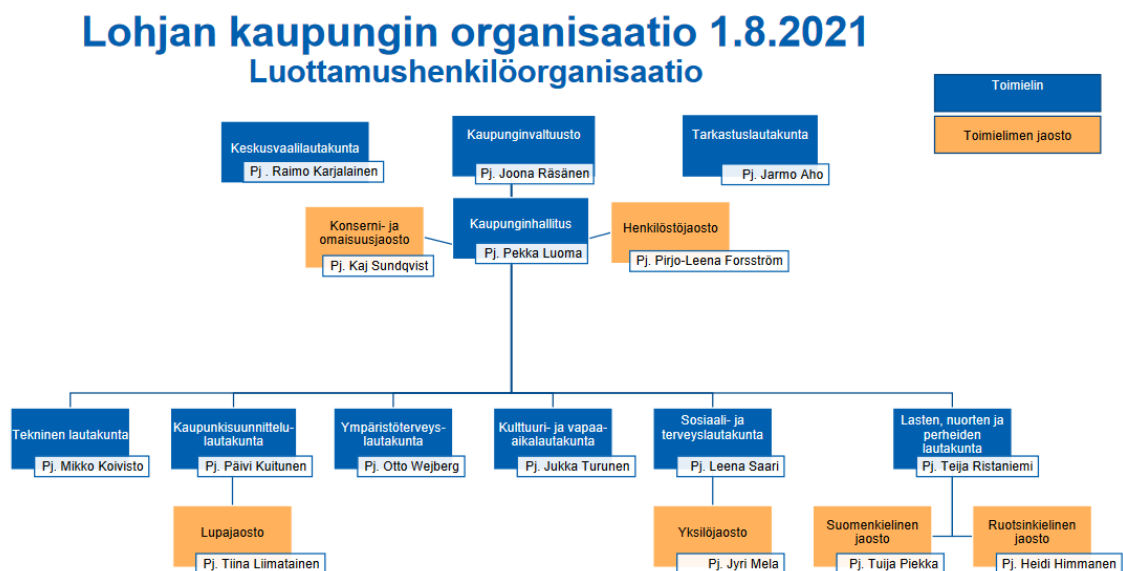 Lohjan kaupungin organisaatio 1.8.2021
Luottamushenkilöorganisaatio
Toimielin
Toimielimen jaosto
Keskusvaalilautakunta
Pj . Raimo Karjalainen
Kaupunginvaltuusto
Pj. Joona Räsänen
Tarkastuslautakunta
Pj. Jarmo Aho
Konserni- ja
omaisuusjaosto
Pj. Kaj Sundqvist
Kaupunginhallitus
Pj. Pekka Luoma
Henkilöstöjaosto
Pj. Pirjo-Leena Forsström
Tekninen lautakunta
Pj. Mikko Koivisto
Kaupunkisuunnittelu-
lautakunta
Pj. Päivi Kuitunen
Ympäristöterveys-
lautakunta
Pj. Otto Wejberg
Kulttuuri- ja vapaa-
aikalautakunta
Pj. Jukka Turunen
Sosiaali- ja
terveyslautakunta
Pj. Leena Saari
Lasten, nuorten ja
perheiden
lautakunta
Pj. Teija Ristaniemi
Lupajaosto
Pj. Tiina Liimatainen
Yksilöjaosto
Pj. Jyri Mela
Suomenkielinen
jaosto
Pj. Tuija Piekka
Ruotsinkielinen
jaosto
Pj. Heidi Himmanen